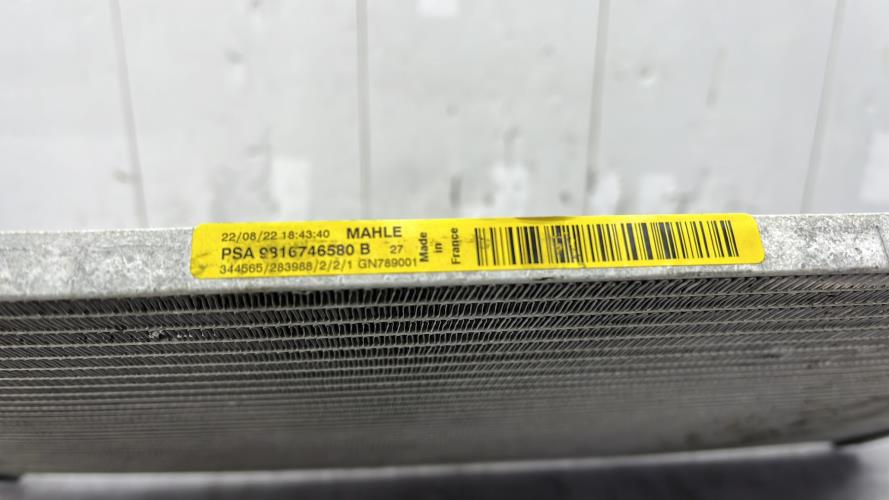 22/08/22 18:43:40 MAHLE
PSA 9816746580 B 27
344565/283988/2/2/1 GN789001
Made
in
France